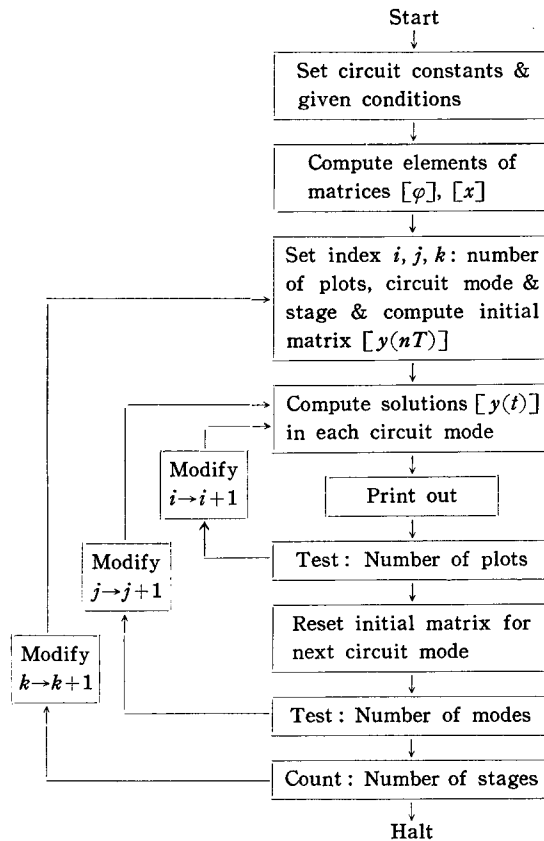 Start
Set circuit constants &
given conditions
Compute elements of
matrices [φ], [x]
Set index i, j, k: number
of plots, circuit mode &
stage & compute initial
matrix [y(nT)]
Compute solutions [y(t)]
in each circuit mode
Modify
i→i+1
Print out
Modify
j→j+1
Test: Number of plots
Reset initial matrix for
next circuit mode
Modify
k→k+1
Test: Number of modes
Count: Number of stages
Halt